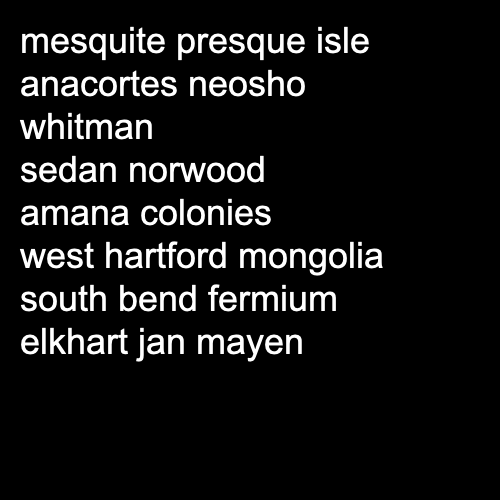 mesquite presque isle
anacortes neosho
whitman
sedan norwood
amana colonies
west hartford mongolia
south bend fermium
elkhart jan mayen